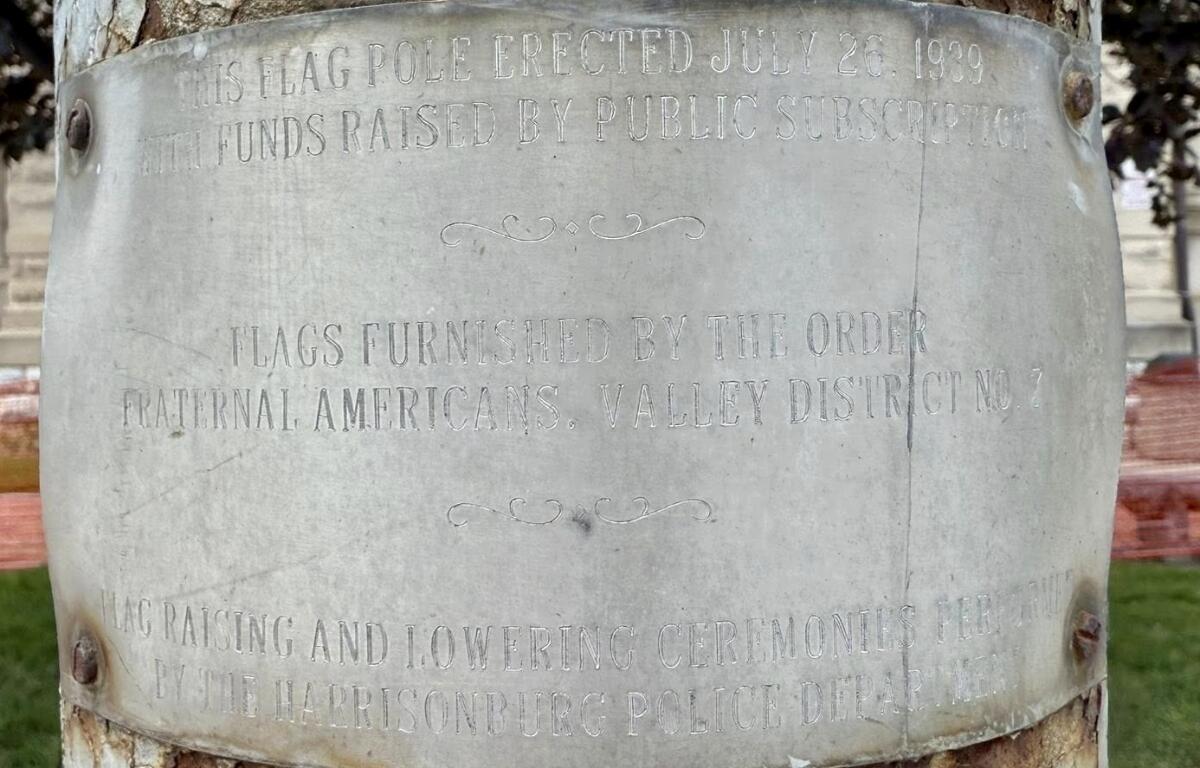 THIS FLAG POLE ERECTED JULY 26, 1939
WITH FUNDS RAISED BY PUBLIC SUBSCRIPTION
FLAGS FURNISHED BY THE ORDER
FRATERNAL AMERICANS, VALLEY DISTRICT NO. 2
FLAG RAISING AND LOWERING CEREMONIES PERFORMED
BY THE HARRISONBURG POLICE DEPARTMENT